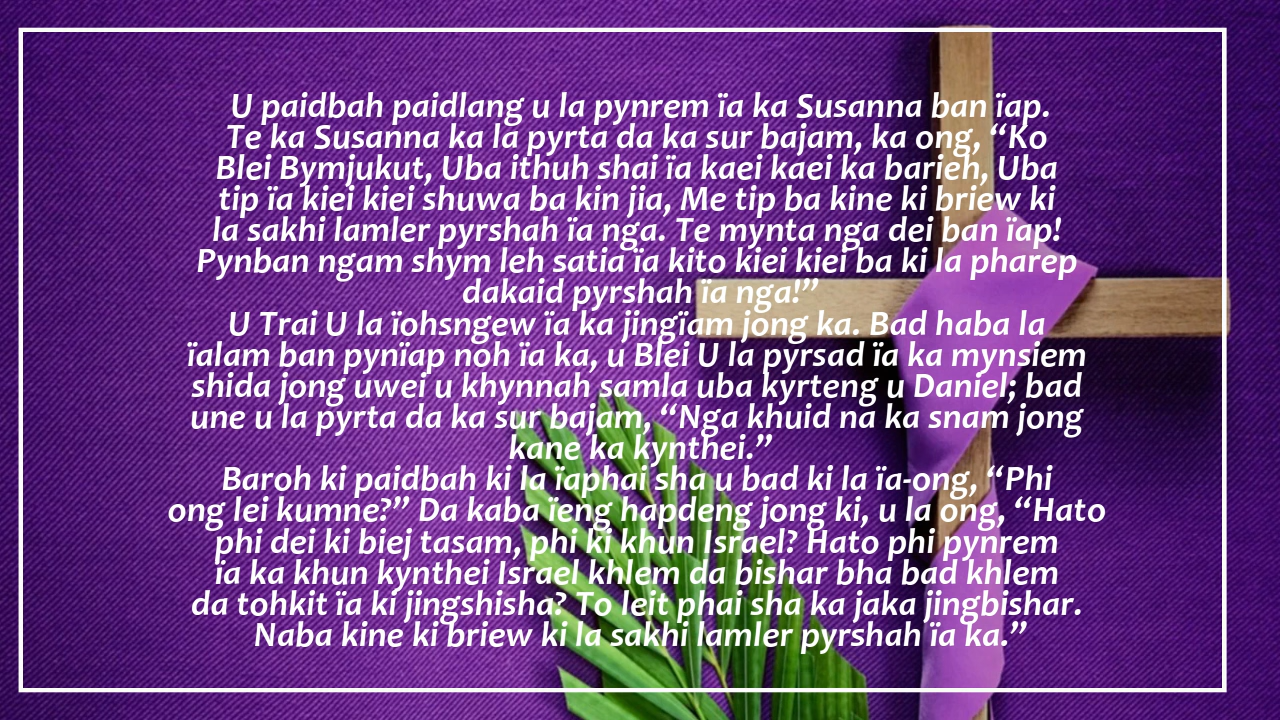 U paidbah paidlang u la pynrem ïa ka Susanna ban ïap.
Te ka Susanna ka la pyrta da ka sur bajam, ka ong, “Ko
Blei Bymjukut, Uba ithuh shai ïa kaei kaei ka barieh, Uba
tip ïa kiei kiei shuwa ba kin jia, Me tip ba kine ki briew ki
la sakhi lamler pyrshah ïa nga. Te mynta nga dei ban ïap!
Pynban ngam shym leh satia ïa kito kiei kiei ba ki la pharep
dakaid pyrshah ïa nga!”
U Trai U la ïohsngew ïa ka jingïam jong ka. Bad haba la
ïalam ban pynïap noh ïa ka, u Blei U la pyrsad ïa ka mynsiem
shida jong uwei u khynnah samla uba kyrteng u Daniel; bad
une u la pyrta da ka sur bajam, “Nga khuid na ka snam jong
kane ka kynthei.”
Baroh ki paidbah ki la ïaphai sha u bad ki la ïa-ong, “Phi
ong lei kumne?” Da kaba ïeng hapdeng jong ki, u la ong, “Hato
phi dei ki biej tasam, phi ki khun Israel? Hato phi pynrem
ïa ka khun kynthei Israel khlem da bishar bha bad khlem
da tohkit ïa ki jingshisha? To leit phai sha ka jaka jingbishar.
Naba kine ki briew ki la sakhi lamler pyrshah ïa ka.”